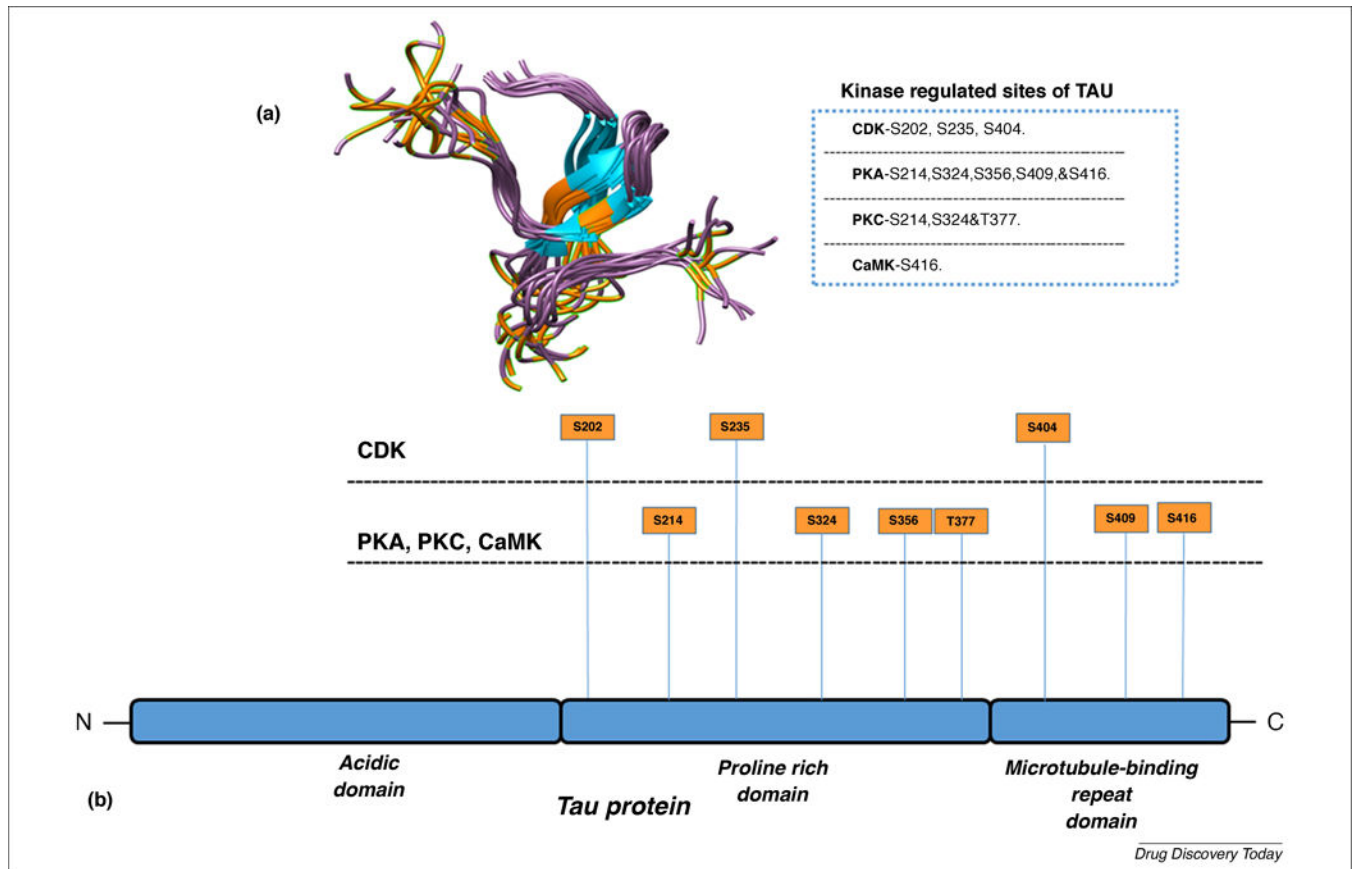 (a)
Kinase regulated sites of TAU
CDK-S202, S235, S404.
PKA-S214,S324,S356,S409,&S416.
PKC-S214,S324&T377.
CaMK-S416.
S202
S235
S404
CDK
S214
S324
S356
T377
S409
S416
PKA, PKC, CaMK
N
C
Acidic
domain
Proline rich
domain
Microtubule-binding
repeat
domain
(b)
Tau protein
Drug Discovery Today